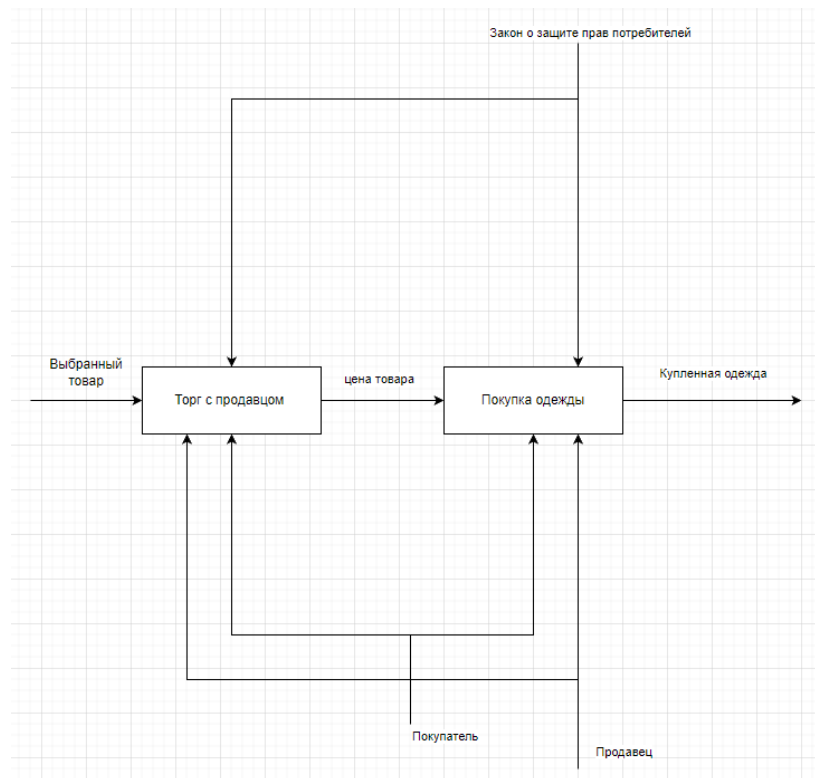 Закон о защите прав потребителей
Выбранный
товар
Торг с продавцом
цена товара
Покупка одежды
Купленная одежда
Покупатель
Продавец